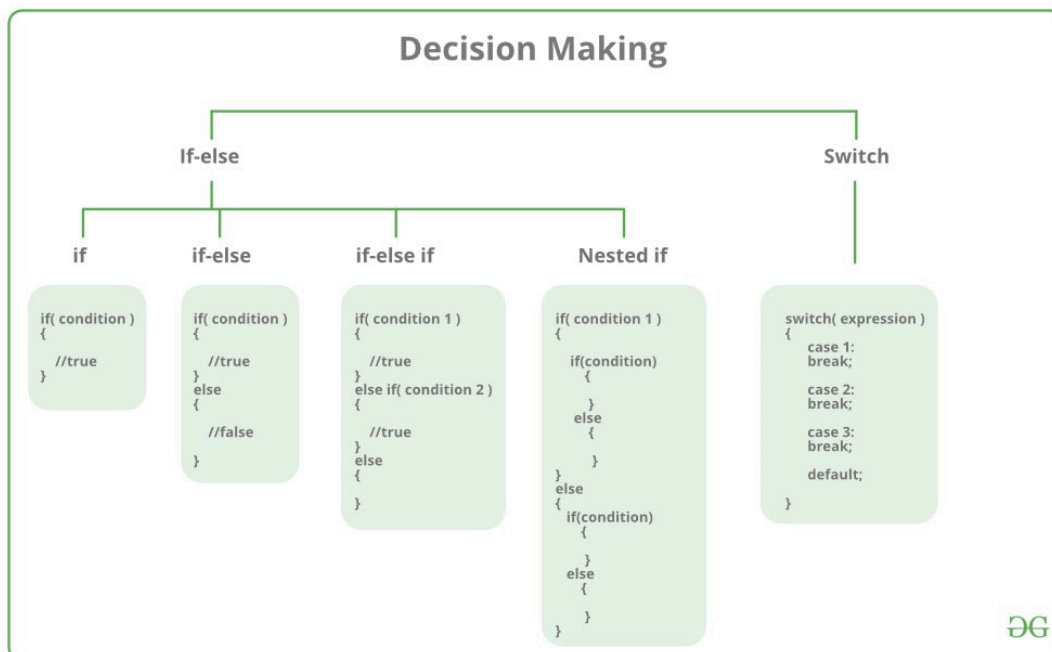 Decision Making
If-else
Switch
if
if-else
if-else if
Nested if
if( condition )
{
//true
}
if( condition )
{
//true
}
else
{
//false
}
if( condition 1 )
{
//true
}
else if( condition 2 )
{
//true
}
else
{
}
if( condition 1 )
{
if(condition)
{
}
else
{
}
}
else
{
if(condition)
{
}
else
{
}
}
switch( expression )
{
case 1:
break;
case 2:
break;
case 3:
break;
default;
}